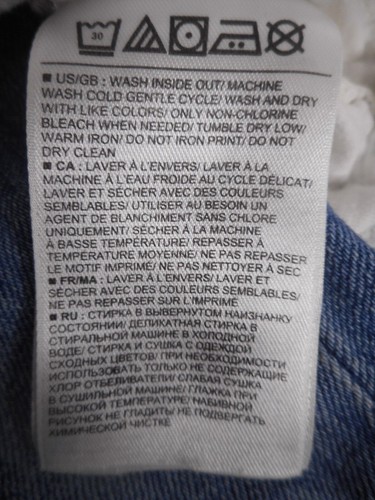 30
■ US/GB : WASH INSIDE OUT/ MACHINE
WASH COLD GENTLE CYCLE/ WASH AND DRY
WITH LIKE COLORS/ ONLY NON-CHLORINE
BLEACH WHEN NEEDED/ TUMBLE DRY LOW/
WARM IRON/ DO NOT IRON PRINT/ DO NOT
DRY CLEAN
■ CA : LAVER À L'ENVERS/ LAVER À LA
MACHINE À L'EAU FROIDE AU CYCLE DÉLICAT/
LAVER ET SÉCHER AVEC DES COULEURS
SEMBLABLES/ UTILISER AU BESOIN UN
AGENT DE BLANCHIMENT SANS CHLORE
UNIQUEMENT/ SÉCHER À LA MACHINE
À BASSE TEMPÉRATURE/ REPASSER À
TEMPÉRATURE MOYENNE/ NE PAS REPASSER
LE MOTIF IMPRIMÉ/ NE PAS NETTOYER À SEC
■ FR/MA : LAVER À L'ENVERS/ LAVER ET
SÉCHER AVEC DES COULEURS SEMBLABLES/
NE PAS REPASSER SUR L'IMPRIMÉ
■ RU : СТИРКА В ВЫВЕРНУТОМ НАИЗНАНКУ
СОСТОЯНИИ/ ДЕЛИКАТНАЯ СТИРКА В
СТИРАЛЬНОЙ МАШИНЕ В ХОЛОДНОЙ
ВОДЕ/ СТИРКА И СУШКА С ОДЕЖДОЙ
СХОДНЫХ ЦВЕТОВ/ ПРИ НЕОБХОДИМОСТИ
ИСПОЛЬЗОВАТЬ ТОЛЬКО НЕ СОДЕРЖАЩИЕ
ХЛОР ОТБЕЛИВАТЕЛИ/ СЛАБАЯ СУШКА
В СУШИЛЬНОЙ МАШИНЕ/ ГЛАЖКА ПРИ
ВЫСОКОЙ ТЕМПЕРАТУРЕ/ НАБИВНОЙ
РИСУНОК НЕ ГЛАДИТЬ/ НЕ ПОДВЕРГАТЬ
ХИМИЧЕСКОЙ ЧИСТКЕ